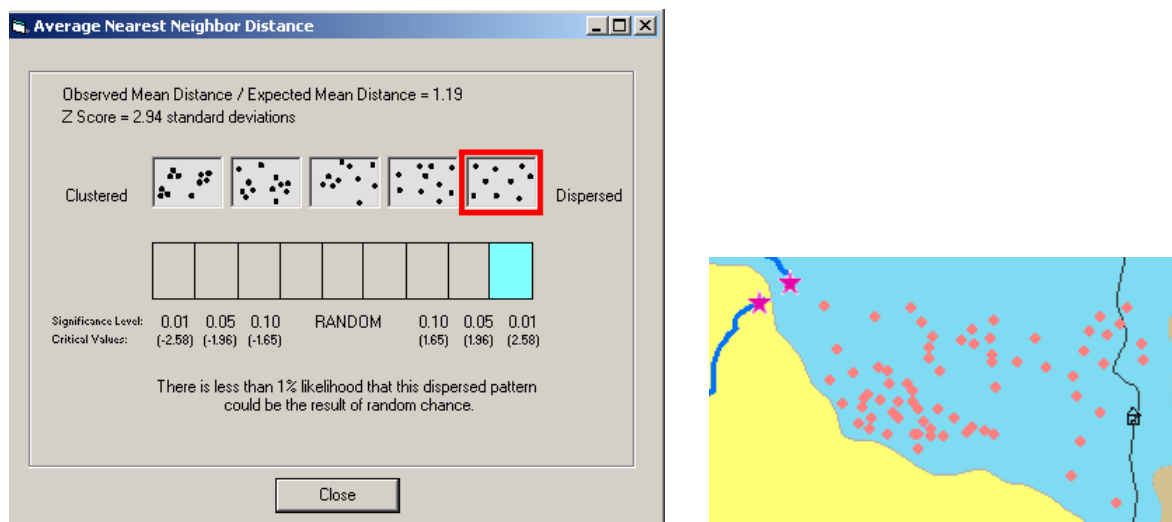 Average Nearest Neighbor Distance
Observed Mean Distance / Expected Mean Distance = 1.19
Z Score = 2.94 standard deviations
Clustered Dispersed
Significance Level: 0.01 0.05 0.10 RANDOM 0.10 0.05 0.01
Critical Values: (-2.58) (-1.96) (-1.65) (1.65) (1.96) (2.58)
There is less than 1% likelihood that this dispersed pattern
could be the result of random chance.
Close